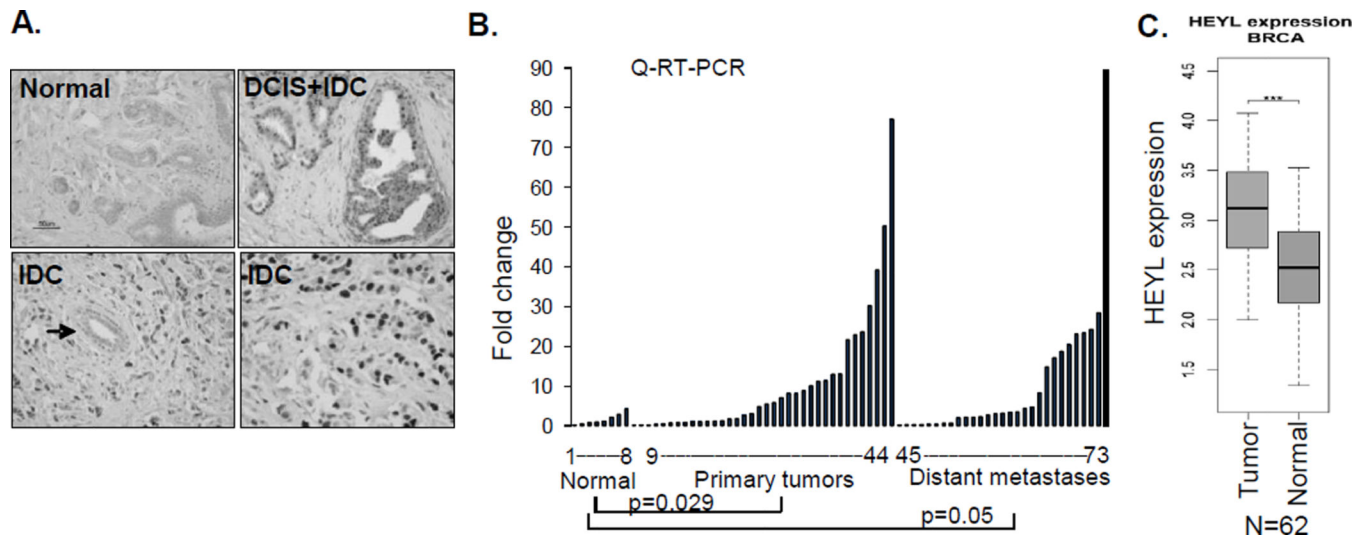 A.
Normal
DCIS+IDC
IDC
IDC
B.
Q-RT-PCR
Fold change
90
80
70
60
50
40
30
20
10
0
1 8 9 44 45 73
Normal Primary tumors Distant metastases
p=0.029
p=0.05
C.
HEYL expression
BRCA
HEYL expression
4.5
4.0
3.5
3.0
2.5
2.0
1.5
***
Tumor
Normal
N=62